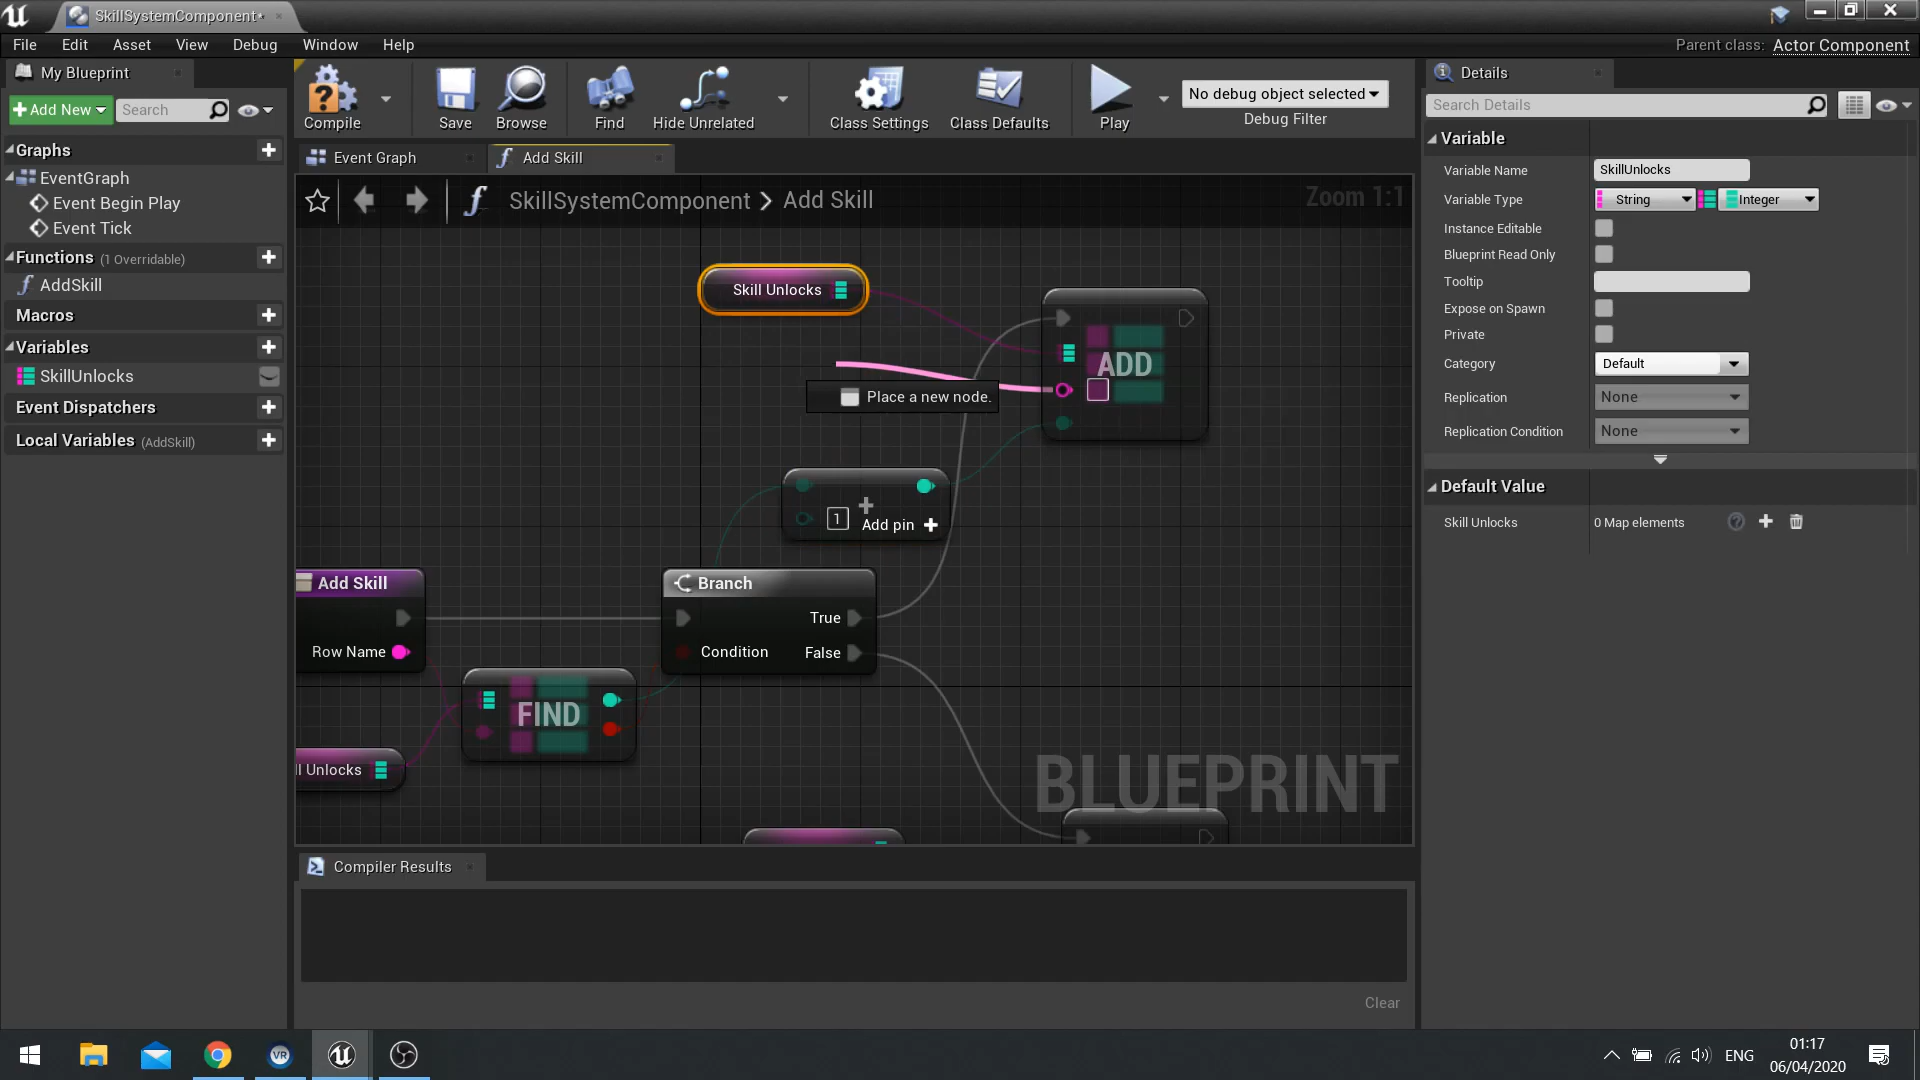 SkillSystemComponent*
File Edit Asset View Debug Window Help
Parent class: Actor Component
My Blueprint
Add New
Search
Graphs
EventGraph
Event Begin Play
Event Tick
Functions (1 Overridable)
AddSkill
Macros
Variables
SkillUnlocks
Event Dispatchers
Local Variables (AddSkill)
Compile
Save
Browse
Find
Hide Unrelated
Class Settings
Class Defaults
Play
No debug object selected
Debug Filter
Event Graph
Add Skill
SkillSystemComponent > Add Skill
Zoom 1:1
Skill Unlocks
ADD
Place a new node.
1
Add pin
Add Skill
Row Name
Branch
True
Condition
False
FIND
ll Unlocks
BLUEPRINT
Compiler Results
Clear
Details
Search Details
Variable
Variable Name SkillUnlocks
Variable Type String Integer
Instance Editable
Blueprint Read Only
Tooltip
Expose on Spawn
Private
Category Default
Replication None
Replication Condition None
Default Value
Skill Unlocks 0 Map elements
VR
ENG
01:17
06/04/2020